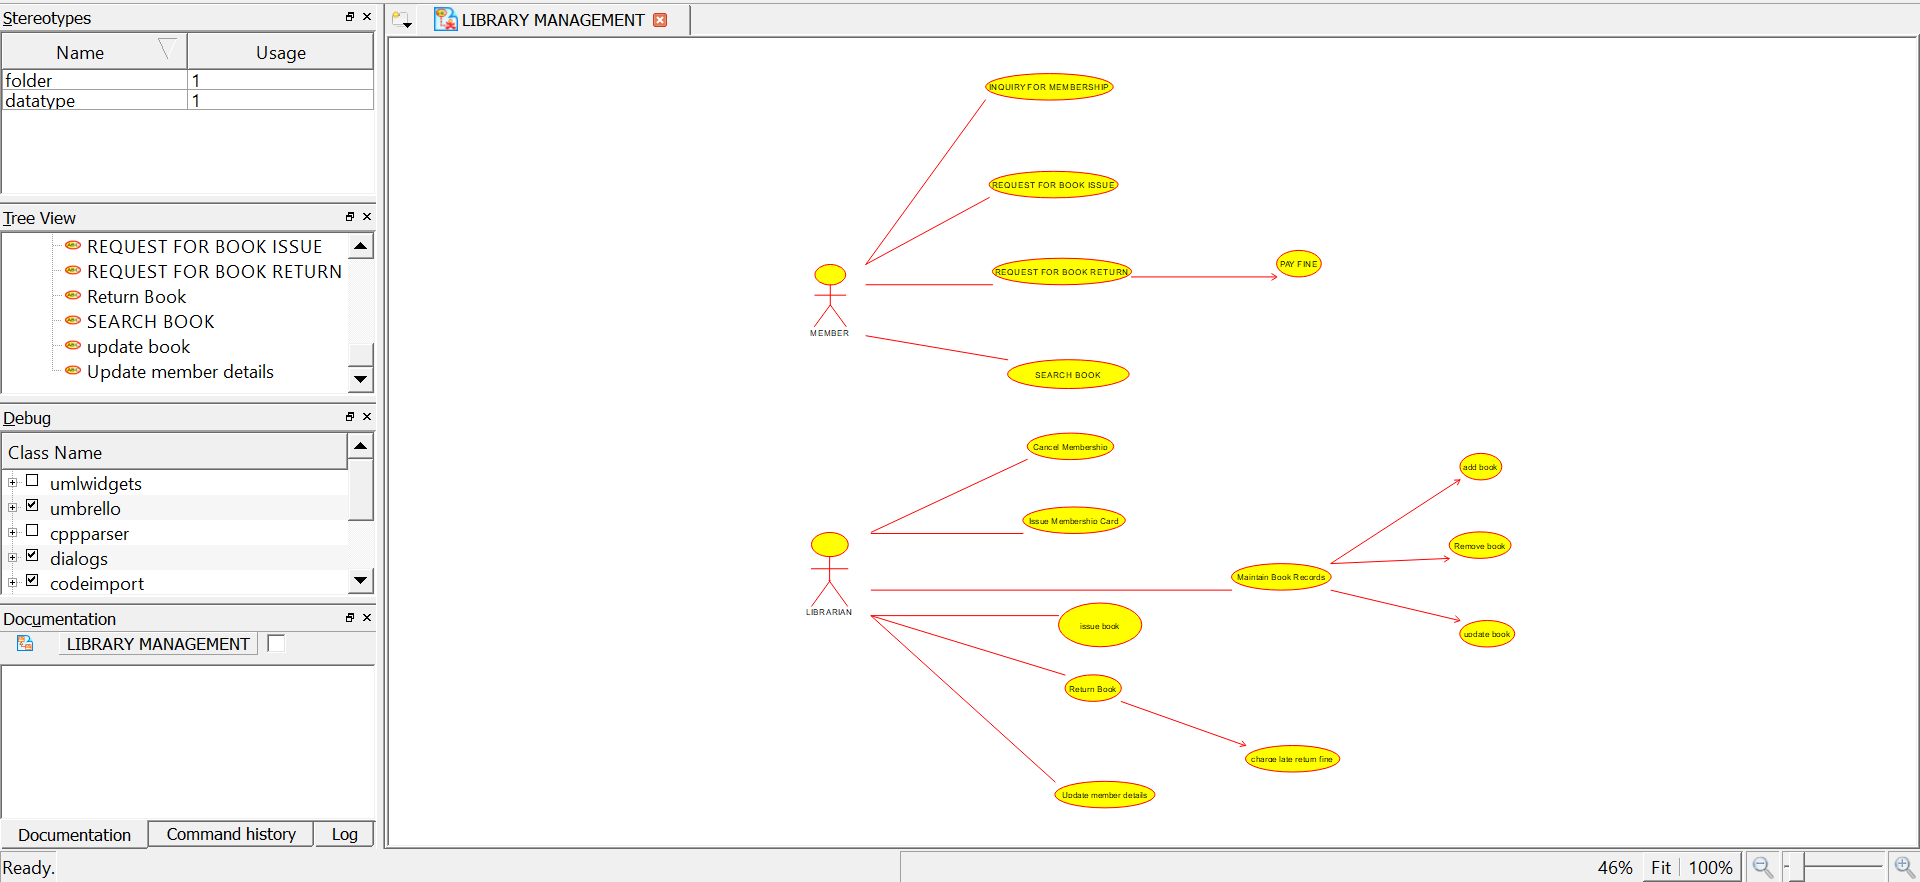 Stereotypes
Name Usage
folder 1
datatype 1
Tree View
REQUEST FOR BOOK ISSUE
REQUEST FOR BOOK RETURN
Return Book
SEARCH BOOK
update book
Update member details
Debug
Class Name
umlwidgets
umbrello
cppparser
dialogs
codeimport
Documentation
LIBRARY MANAGEMENT
Documentation Command history Log
Ready.
LIBRARY MANAGEMENT
INQUIRY FOR MEMBERSHIP
REQUEST FOR BOOK ISSUE
REQUEST FOR BOOK RETURN
PAY FINE
MEMBER
SEARCH BOOK
Cancel Membership
add book
Issue Membership Card
Remove book
Maintain Book Records
LIBRARIAN
issue book
update book
Return Book
charge late return fine
Update member details
46% Fit 100%